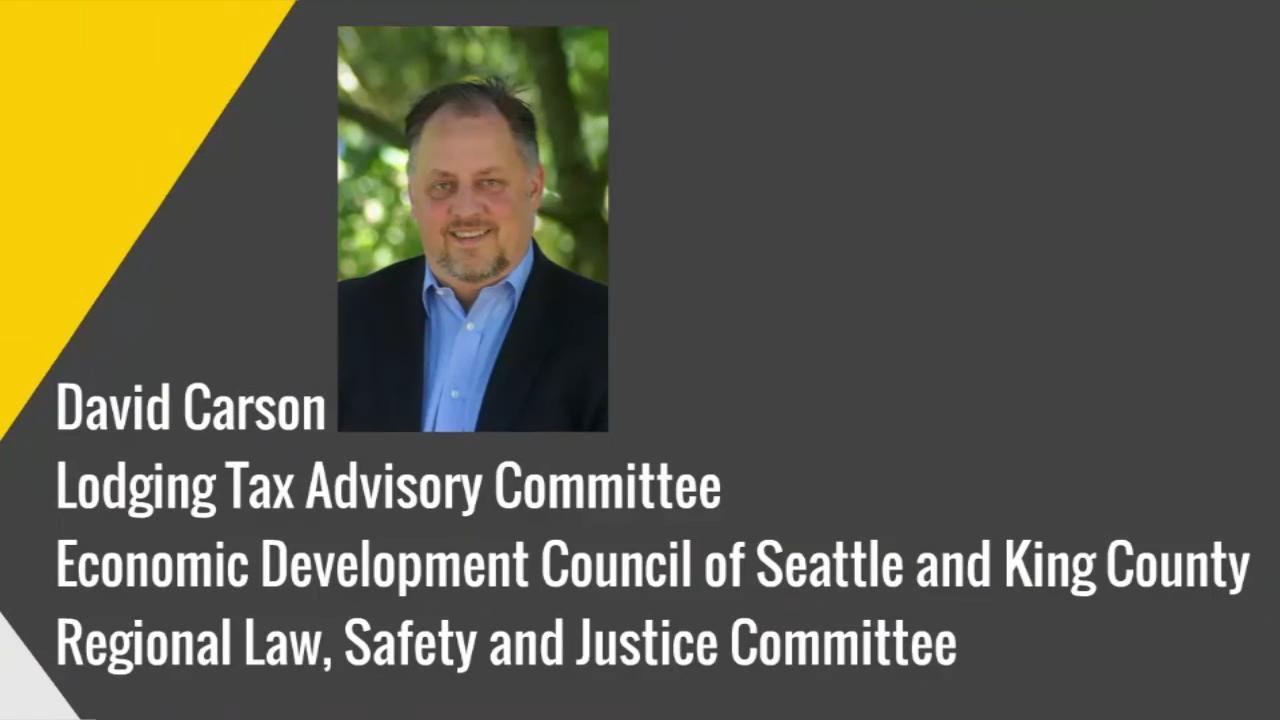 David Carson
Lodging Tax Advisory Committee
Economic Development Council of Seattle and King County
Regional Law, Safety and Justice Committee